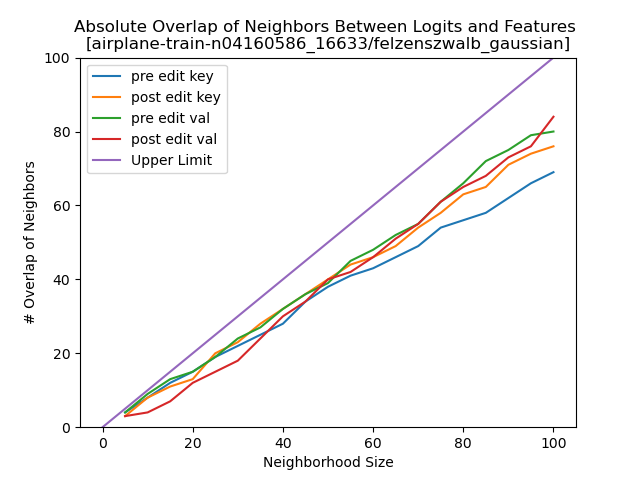 Absolute Overlap of Neighbors Between Logits and Features
[airplane-train-n04160586_16633/felzenszwalb_gaussian]
100
80
60
40
20
0
# Overlap of Neighbors
pre edit key
post edit key
pre edit val
post edit val
Upper Limit
0 20 40 60 80 100
Neighborhood Size